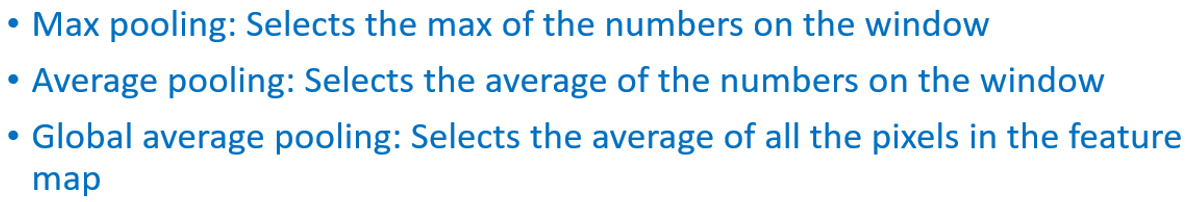 • Max pooling: Selects the max of the numbers on the window
• Average pooling: Selects the average of the numbers on the window
• Global average pooling: Selects the average of all the pixels in the feature
map